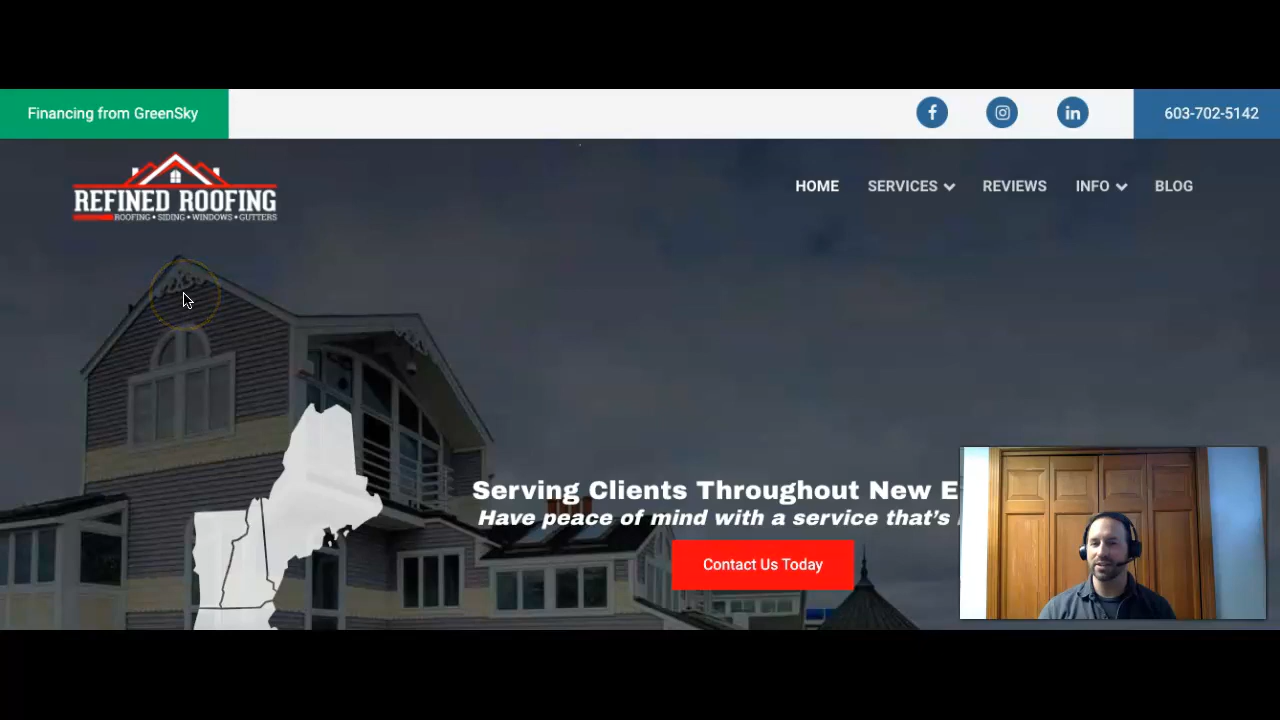 Financing from GreenSky
603-702-5142
REFINED ROOFING
ROOFING • SIDING • WINDOWS • GUTTERS
HOME
SERVICES
REVIEWS
INFO
BLOG
Serving Clients Throughout New E
Have peace of mind with a service that’s
Contact Us Today